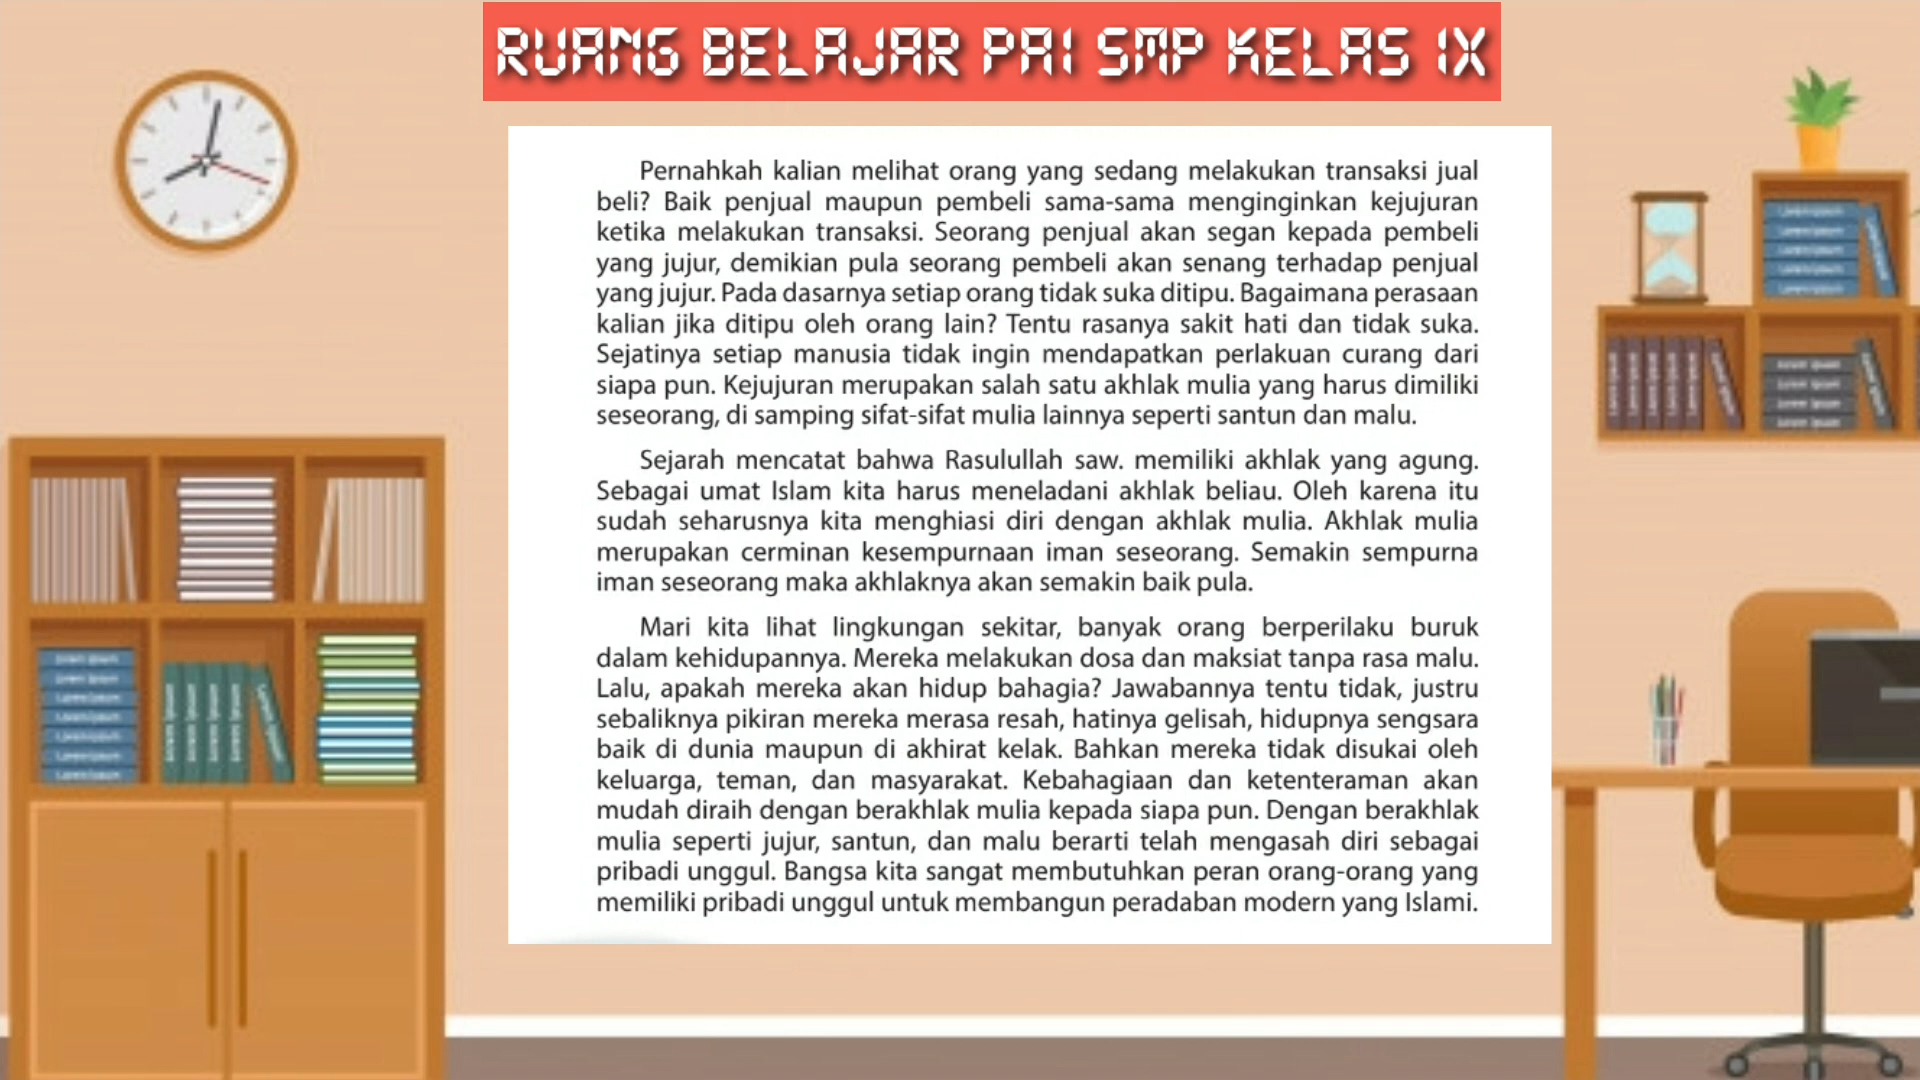 RUANG BELAJAR PAI SMP KELAS IX
Pernahkah kalian melihat orang yang sedang melakukan transaksi jual
beli? Baik penjual maupun pembeli sama-sama menginginkan kejujuran
ketika melakukan transaksi. Seorang penjual akan segan kepada pembeli
yang jujur, demikian pula seorang pembeli akan senang terhadap penjual
yang jujur. Pada dasarnya setiap orang tidak suka ditipu. Bagaimana perasaan
kalian jika ditipu oleh orang lain? Tentu rasanya sakit hati dan tidak suka.
Sejatinya setiap manusia tidak ingin mendapatkan perlakuan curang dari
siapa pun. Kejujuran merupakan salah satu akhlak mulia yang harus dimiliki
seseorang, di samping sifat-sifat mulia lainnya seperti santun dan malu.
Sejarah mencatat bahwa Rasulullah saw. memiliki akhlak yang agung.
Sebagai umat Islam kita harus meneladani akhlak beliau. Oleh karena itu
sudah seharusnya kita menghiasi diri dengan akhlak mulia. Akhlak mulia
merupakan cerminan kesempurnaan iman seseorang. Semakin sempurna
iman seseorang maka akhlaknya akan semakin baik pula.
Mari kita lihat lingkungan sekitar, banyak orang berperilaku buruk
dalam kehidupannya. Mereka melakukan dosa dan maksiat tanpa rasa malu.
Lalu, apakah mereka akan hidup bahagia? Jawabannya tentu tidak, justru
sebaliknya pikiran mereka merasa resah, hatinya gelisah, hidupnya sengsara
baik di dunia maupun di akhirat kelak. Bahkan mereka tidak disukai oleh
keluarga, teman, dan masyarakat. Kebahagiaan dan ketenteraman akan
mudah diraih dengan berakhlak mulia kepada siapa pun. Dengan berakhlak
mulia seperti jujur, santun, dan malu berarti telah mengasah diri sebagai
pribadi unggul. Bangsa kita sangat membutuhkan peran orang-orang yang
memiliki pribadi unggul untuk membangun peradaban modern yang Islami.